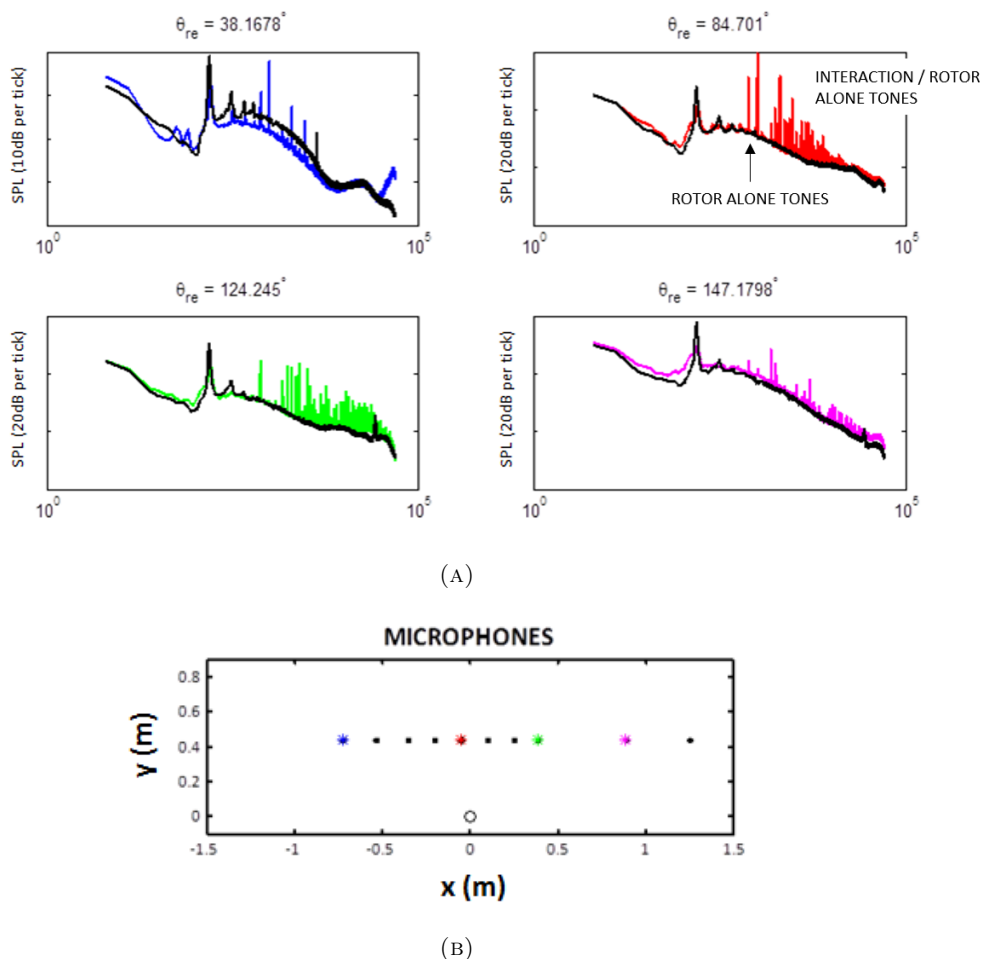 θre = 38.1678°
SPL (10dB per tick)
10^0
10^5
θre = 84.701°
SPL (20dB per tick)
INTERACTION / ROTOR
ALONE TONES
ROTOR ALONE TONES
10^0
10^5
θre = 124.245°
SPL (20dB per tick)
10^0
10^5
θre = 147.1798°
SPL (20dB per tick)
10^0
10^5
(A)
MICROPHONES
y (m)
0.8
0.6
0.4
0.2
0
-1.5 -1 -0.5 0 0.5 1 1.5
x (m)
(B)